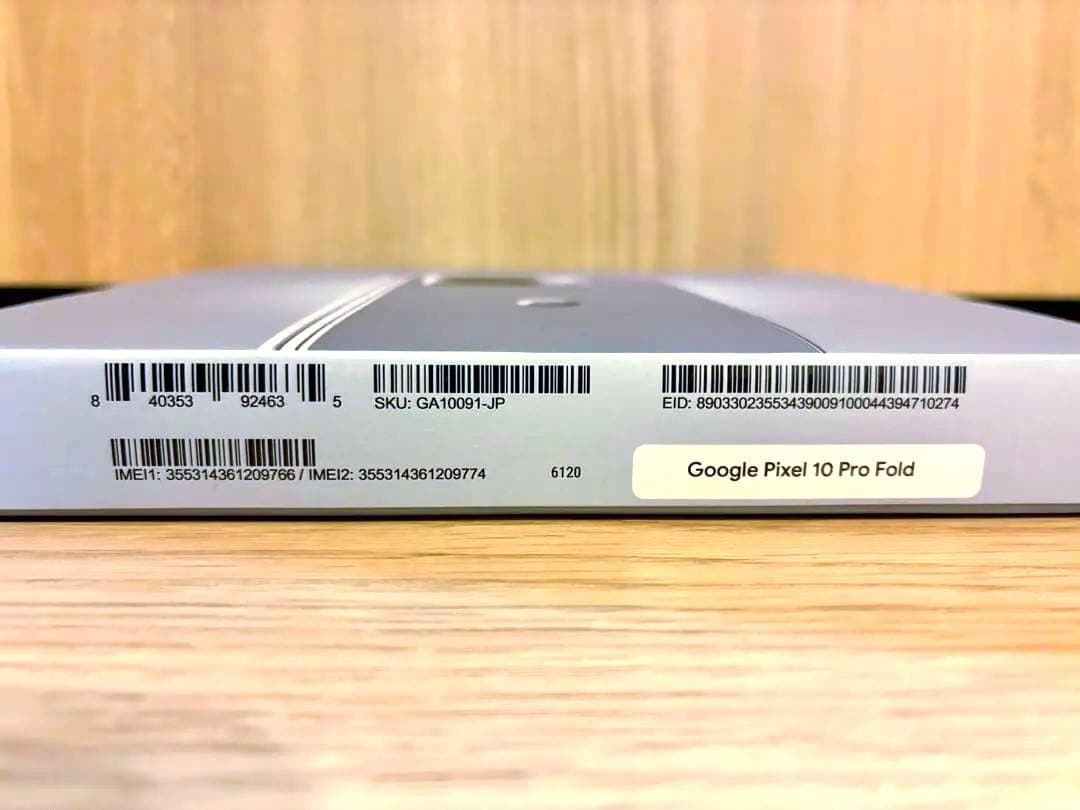 8 40353 92463 5
SKU: GA10091-JP
EID: 89033023553439009100044394710274
IMEI1: 355314361209766 / IMEI2: 355314361209774
6120
Google Pixel 10 Pro Fold